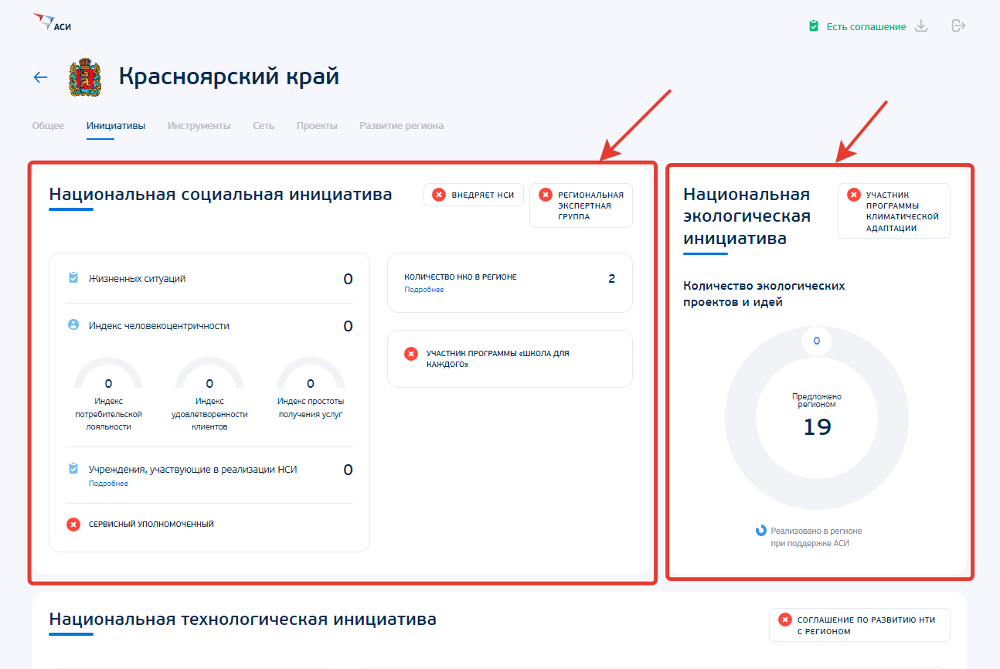 АСИ
Есть соглашение
Красноярский край
Общее
Инициативы
Инструменты
Сеть
Проекты
Развитие региона
Национальная социальная инициатива
ВНЕДРЯЕТ НСИ
РЕГИОНАЛЬНАЯ
ЭКСПЕРТНАЯ
ГРУППА
Жизненных ситуаций
0
Индекс человекоцентричности
0
0
Индекс
потребительской
лояльности
0
Индекс
удовлетворенности
клиентов
0
Индекс простоты
получения услуг
Учреждения, участвующие в реализации НСИ
0
Подробнее
СЕРВИСНЫЙ УПОЛНОМОЧЕННЫЙ
КОЛИЧЕСТВО НКО В РЕГИОНЕ
2
Подробнее
УЧАСТНИК ПРОГРАММЫ «ШКОЛА ДЛЯ
КАЖДОГО»
Национальная
экологическая
инициатива
УЧАСТНИК
ПРОГРАММЫ
КЛИМАТИЧЕСКОЙ
АДАПТАЦИИ
Количество экологических
проектов и идей
0
Предложено
регионом
19
Реализовано в регионе
при поддержке АСИ
Национальная технологическая инициатива
СОГЛАШЕНИЕ ПО РАЗВИТИЮ НТИ
С РЕГИОНОМ